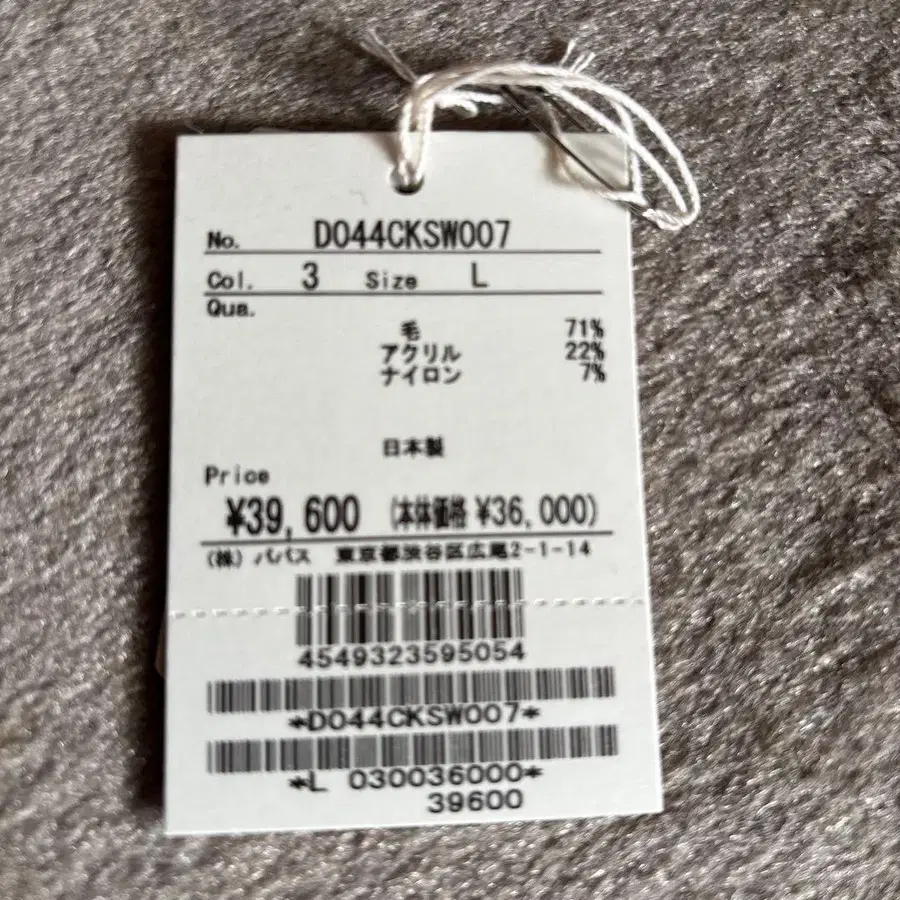 No. D044CKSW007
Col. 3 Size L
Qua.
毛 71%
アクリル 22%
ナイロン 7%
日本製
Price
¥39,600 (本体価格 ¥36,000)
(株) パパス 東京都渋谷区広尾2-1-14
4549323595054
*D044CKSW007*
*L 030036000*
39600